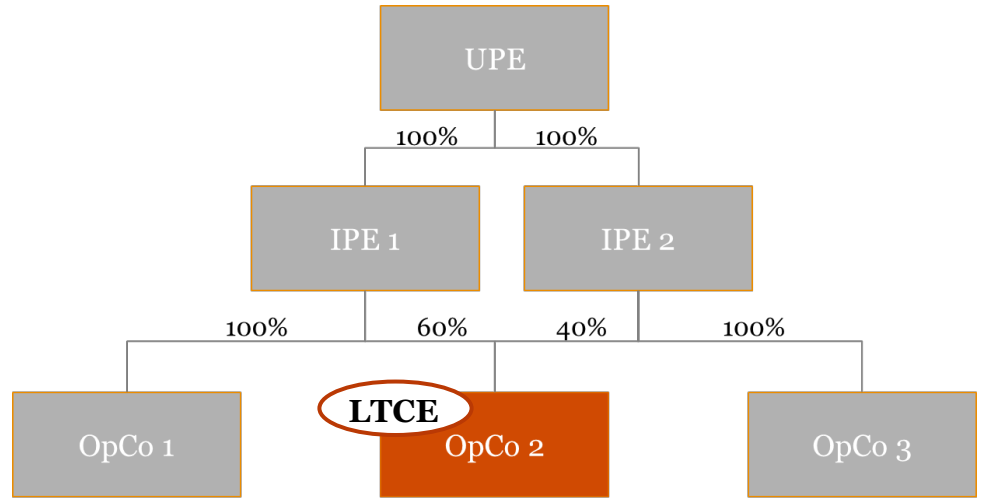 UPE
100%
100%
IPE 1
IPE 2
100%
60%
40%
100%
LTCE
OpCo 1
OpCo 2
OpCo 3